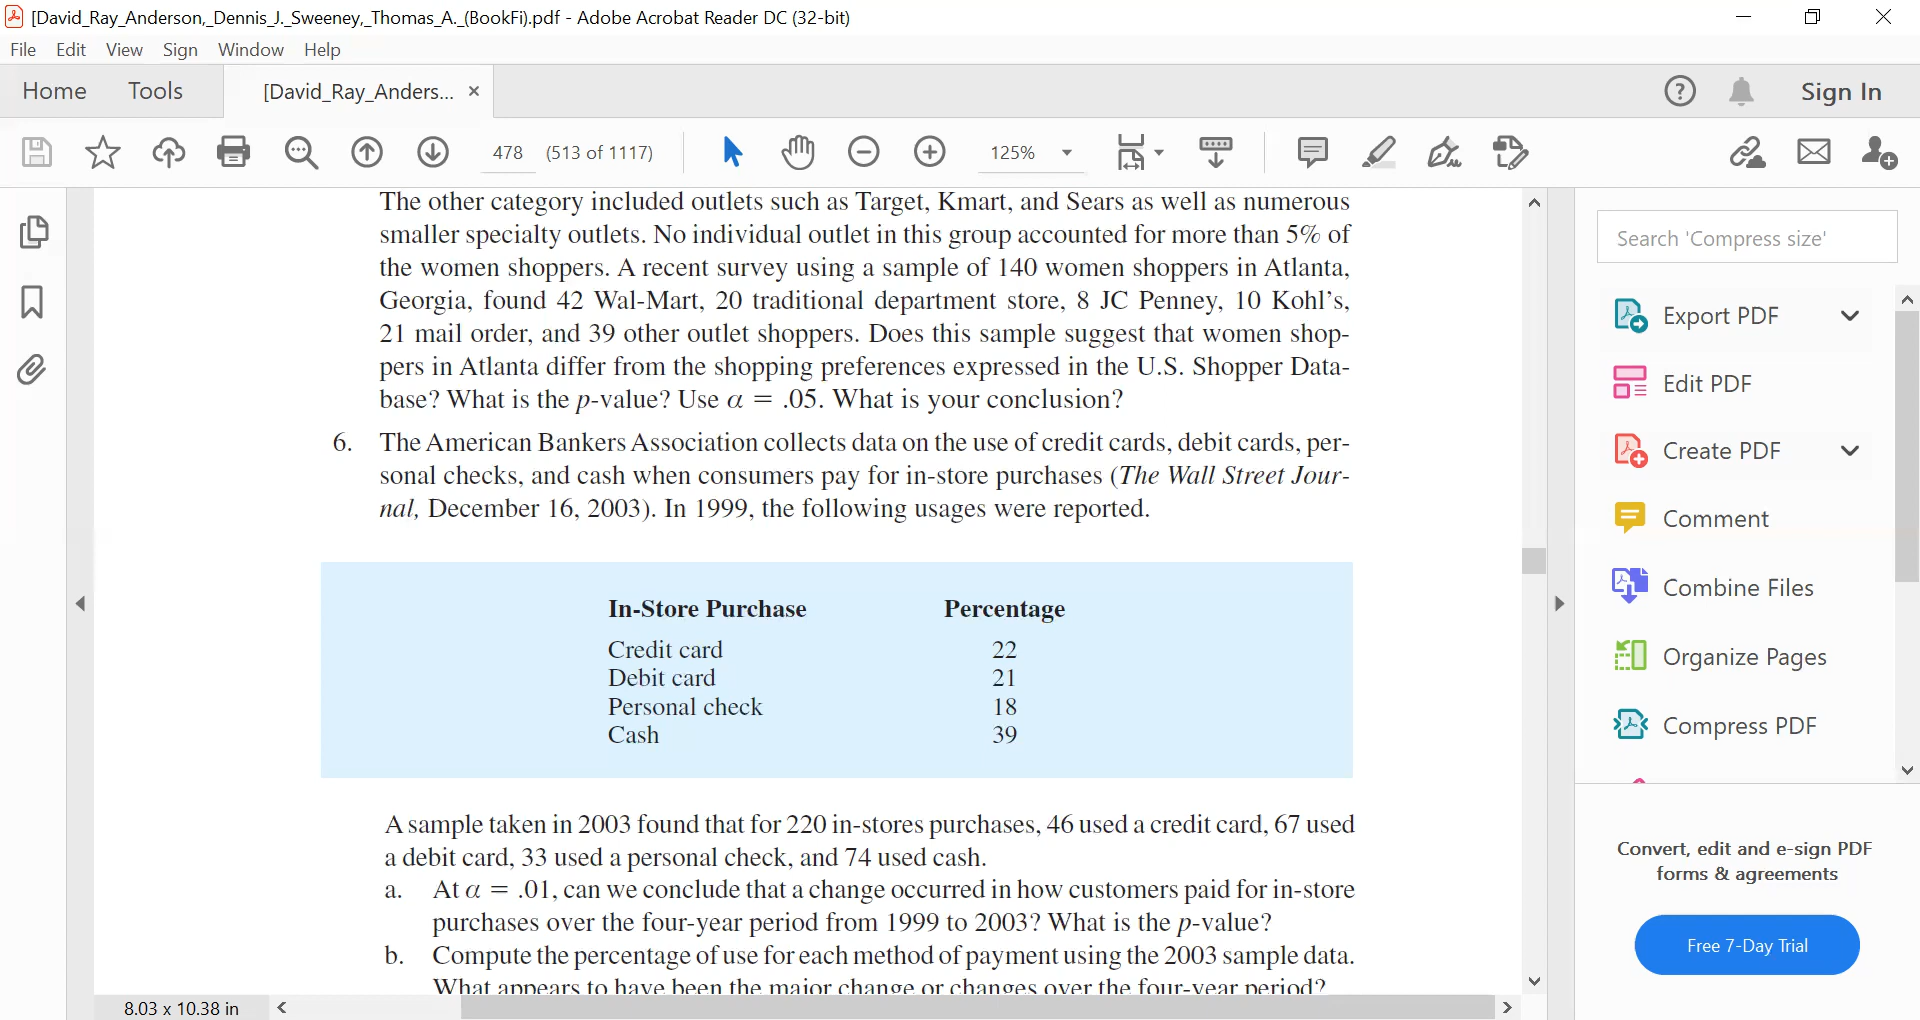 [David_Ray_Anderson,_Dennis_J._Sweeney,_Thomas_A._(BookFi).pdf - Adobe Acrobat Reader DC (32-bit)
File Edit View Sign Window Help
Home Tools [David_Ray_Anders... × Sign In
478 (513 of 1117) 125%
The other category included outlets such as Target, Kmart, and Sears as well as numerous
smaller specialty outlets. No individual outlet in this group accounted for more than 5% of
the women shoppers. A recent survey using a sample of 140 women shoppers in Atlanta,
Georgia, found 42 Wal-Mart, 20 traditional department store, 8 JC Penney, 10 Kohl's,
21 mail order, and 39 other outlet shoppers. Does this sample suggest that women shop-
pers in Atlanta differ from the shopping preferences expressed in the U.S. Shopper Data-
base? What is the p-value? Use α = .05. What is your conclusion?
6. The American Bankers Association collects data on the use of credit cards, debit cards, per-
sonal checks, and cash when consumers pay for in-store purchases (The Wall Street Jour-
nal, December 16, 2003). In 1999, the following usages were reported.
In-Store Purchase Percentage
Credit card 22
Debit card 21
Personal check 18
Cash 39
A sample taken in 2003 found that for 220 in-stores purchases, 46 used a credit card, 67 used
a debit card, 33 used a personal check, and 74 used cash.
a. At α = .01, can we conclude that a change occurred in how customers paid for in-store
purchases over the four-year period from 1999 to 2003? What is the p-value?
b. Compute the percentage of use for each method of payment using the 2003 sample data.
What appears to have been the major change or changes over the four-year period?
8.03 x 10.38 in
Search 'Compress size'
Export PDF
Edit PDF
Create PDF
Comment
Combine Files
Organize Pages
Compress PDF
Convert, edit and e-sign PDF
forms & agreements
Free 7-Day Trial